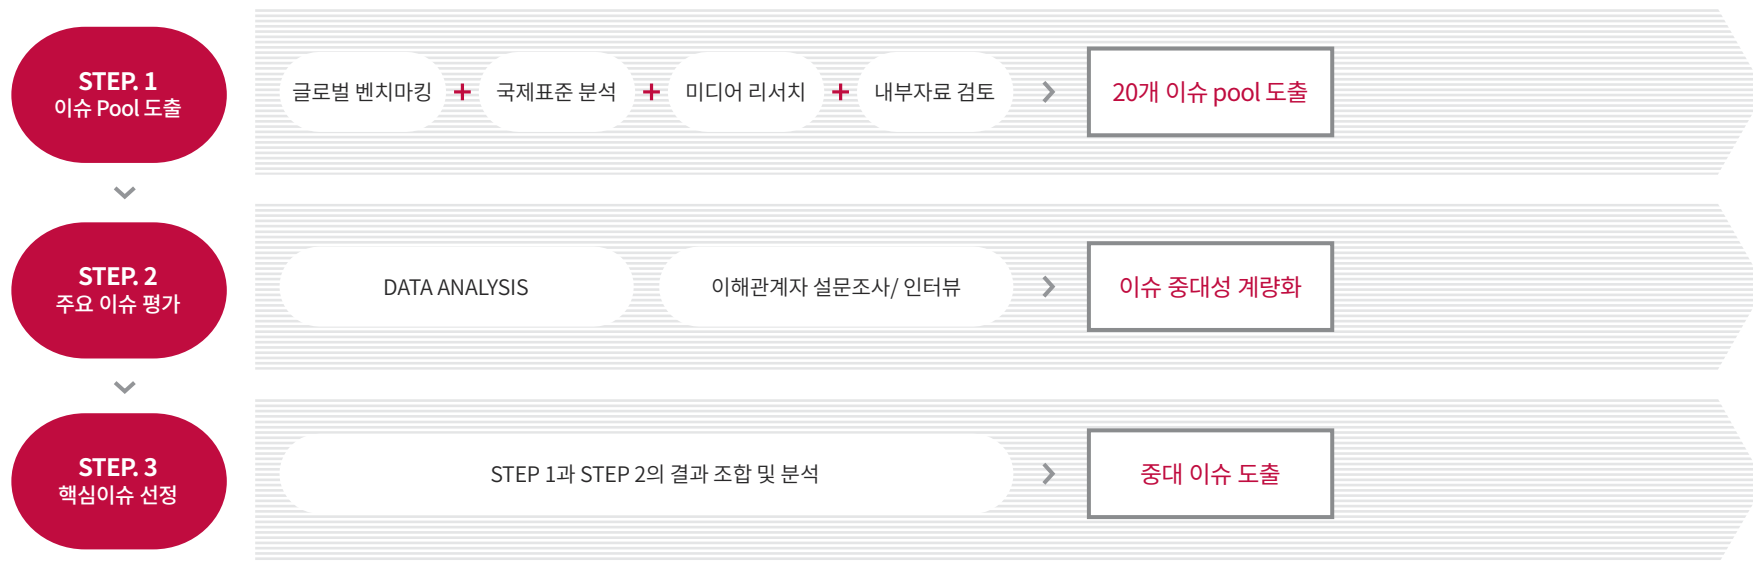 STEP. 1
이슈 Pool 도출
글로벌 벤치마킹 + 국제표준 분석 + 미디어 리서치 + 내부자료 검토
20개 이슈 pool 도출
STEP. 2
주요 이슈 평가
DATA ANALYSIS
이해관계자 설문조사/ 인터뷰
이슈 중대성 계량화
STEP. 3
핵심이슈 선정
STEP 1과 STEP 2의 결과 조합 및 분석
중대 이슈 도출